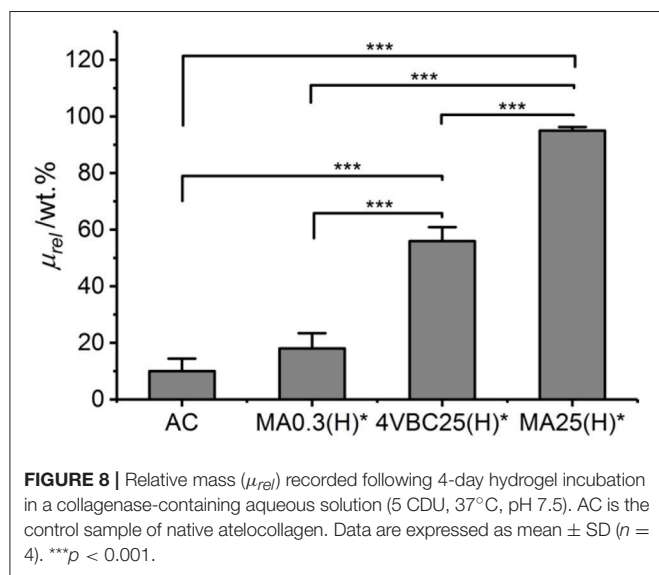 ***
***
***
***
***
120
100
80
60
40
20
0
μrel /wt.%
AC MA0.3(H)* 4VBC25(H)* MA25(H)*
FIGURE 8 | Relative mass (μrel) recorded following 4-day hydrogel incubation
in a collagenase-containing aqueous solution (5 CDU, 37°C, pH 7.5). AC is the
control sample of native atelocollagen. Data are expressed as mean ± SD (n =
4). ***p < 0.001.